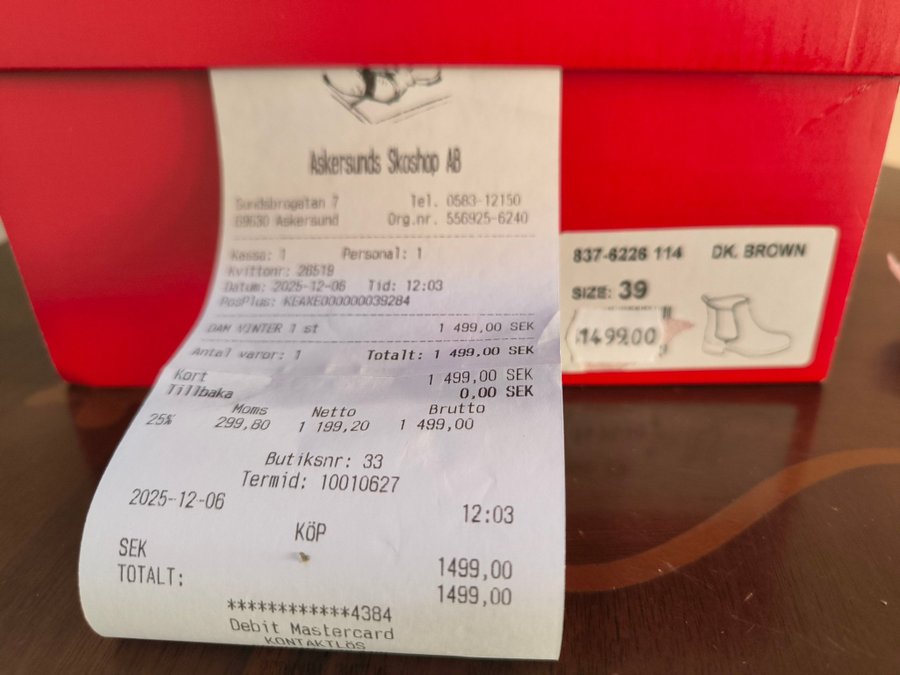 Askersunds Skoshop AB
Sundsbrogatan 7 Tel. 0583-12150
69630 Askersund Org.nr. 556925-6240
Kassa: 1 Personal: 1
Kvittonr: 26519
Datum: 2025-12-06 Tid: 12:03
PosPlus: KEAXE000000039284
DAM VINTER 1 st 1 499,00 SEK
Antal varor: 1 Totalt: 1 499,00 SEK
Kort 1 499,00 SEK
Tillbaka 0,00 SEK
Moms Netto Brutto
25% 299,80 1 199,20 1 499,00
Butiksnr: 33
Termid: 10010627
2025-12-06 12:03
KÖP
SEK 1499,00
TOTALT: 1499,00
************4384
Debit Mastercard
KONTAKTLÖS
837-6226 114 DK. BROWN
SIZE: 39
1499.00